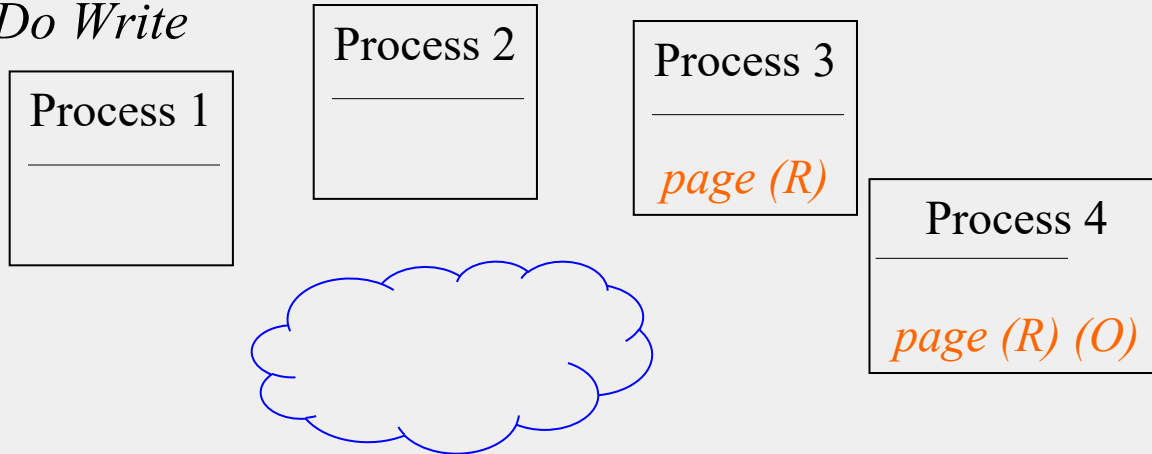 Do Write
Process 1
Process 2
Process 3
page (R)
Process 4
page (R) (O)